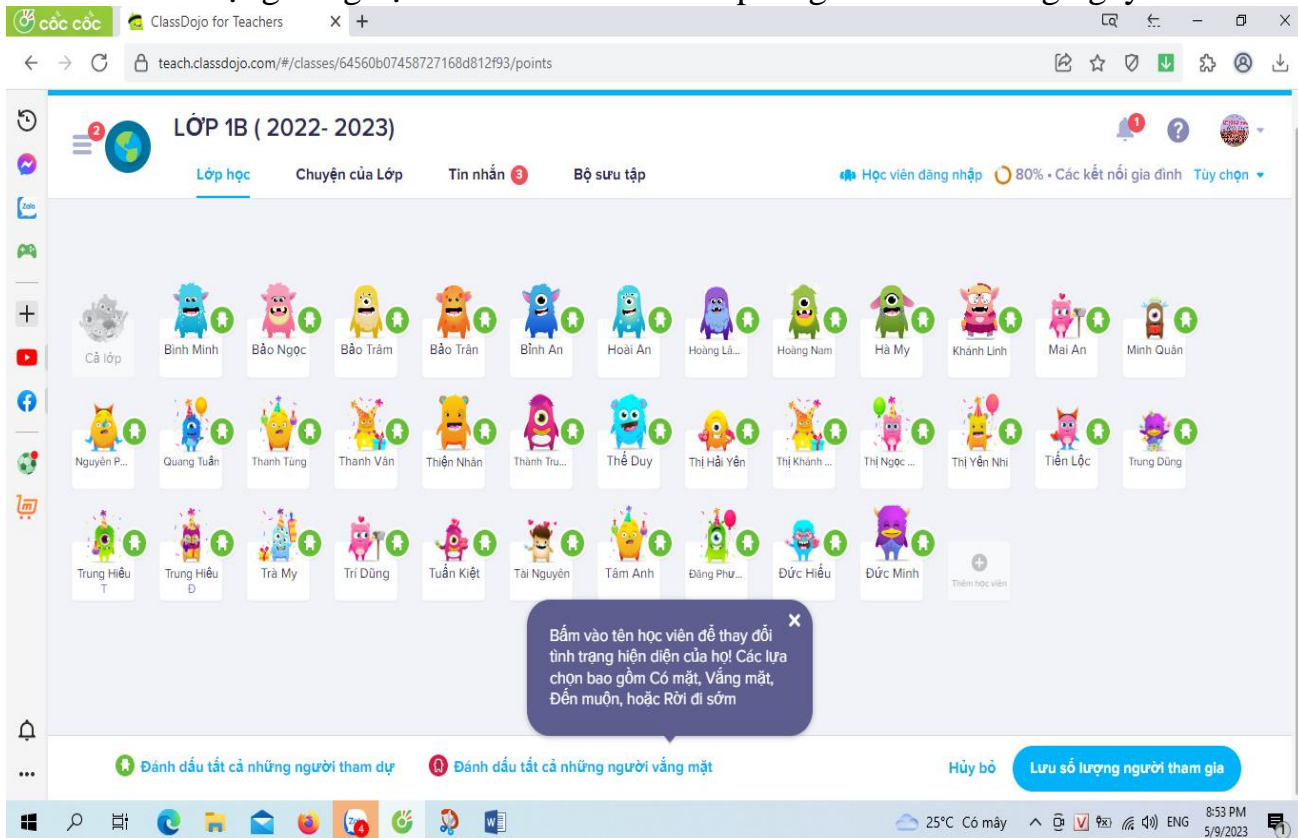 cốc cốc ClassDojo for Teachers
teach.classdojo.com/#/classes/64560b07458727168d812f93/points
2 LỚP 1B ( 2022- 2023) 1 ?
Lớp học Chuyện của Lớp Tin nhắn 3 Bộ sưu tập Học viên đăng nhập 80% • Các kết nối gia đình Tùy chọn
Zalo
Cả lớp Bình Minh Bảo Ngọc Bảo Trâm Bảo Trân Bình An Hoài An Hoàng Lâ... Hoàng Nam Hà My Khánh Linh Mai An Minh Quân
Nguyên P... Quang Tuấn Thanh Tùng Thanh Vân Thiện Nhân Thành Tru... Thế Duy Thị Hải Yến Thị Khánh ... Thị Ngọc ... Thị Yến Nhi Tiến Lộc Trung Dũng
Trung Hiếu T Trung Hiếu Đ Trà My Trí Dũng Tuấn Kiệt Tài Nguyên Tâm Anh Đăng Phư... Đức Hiếu Đức Minh Thêm học viên
Bấm vào tên học viên để thay đổi
tình trạng hiện diện của họ! Các lựa
chọn bao gồm Có mặt, Vắng mặt,
Đến muộn, hoặc Rời đi sớm
Đánh dấu tất cả những người tham dự Đánh dấu tất cả những người vắng mặt Hủy bỏ Lưu số lượng người tham gia
25°C Có mây ENG 8:53 PM
5/9/2023